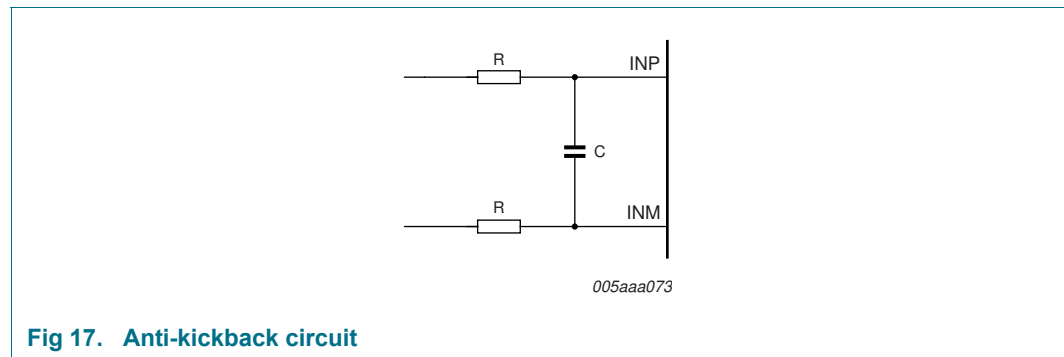 R
INP
C
R
INM
005aaa073
Fig 17. Anti-kickback circuit